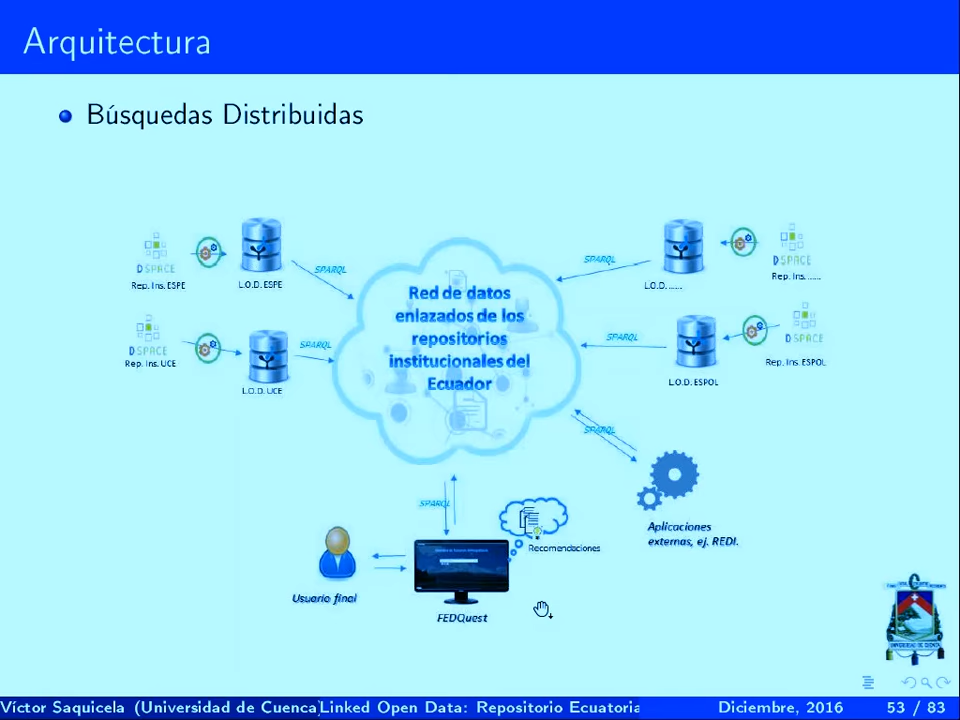 Arquitectura
Búsquedas Distribuidas
DSPACE
Rep. Ins. ESPE
L.O.D. ESPE
SPARQL
DSPACE
Rep. Ins. UCE
L.O.D. UCE
SPARQL
Red de datos
enlazados de los
repositorios
institucionales del
Ecuador
SPARQL
L.O.D. ......
DSPACE
Rep. Ins. ......
SPARQL
L.O.D. ESPOL
DSPACE
Rep. Ins. ESPOL
SPARQL
Aplicaciones
externas, ej. REDI.
SPARQL
Recomendaciones
Usuario final
FEDQuest
UNIVERSIDAD DE CUENCA
Víctor Saquicela (Universidad de Cuenca)
Linked Open Data: Repositorio Ecuatoria
Diciembre, 2016
53 / 83